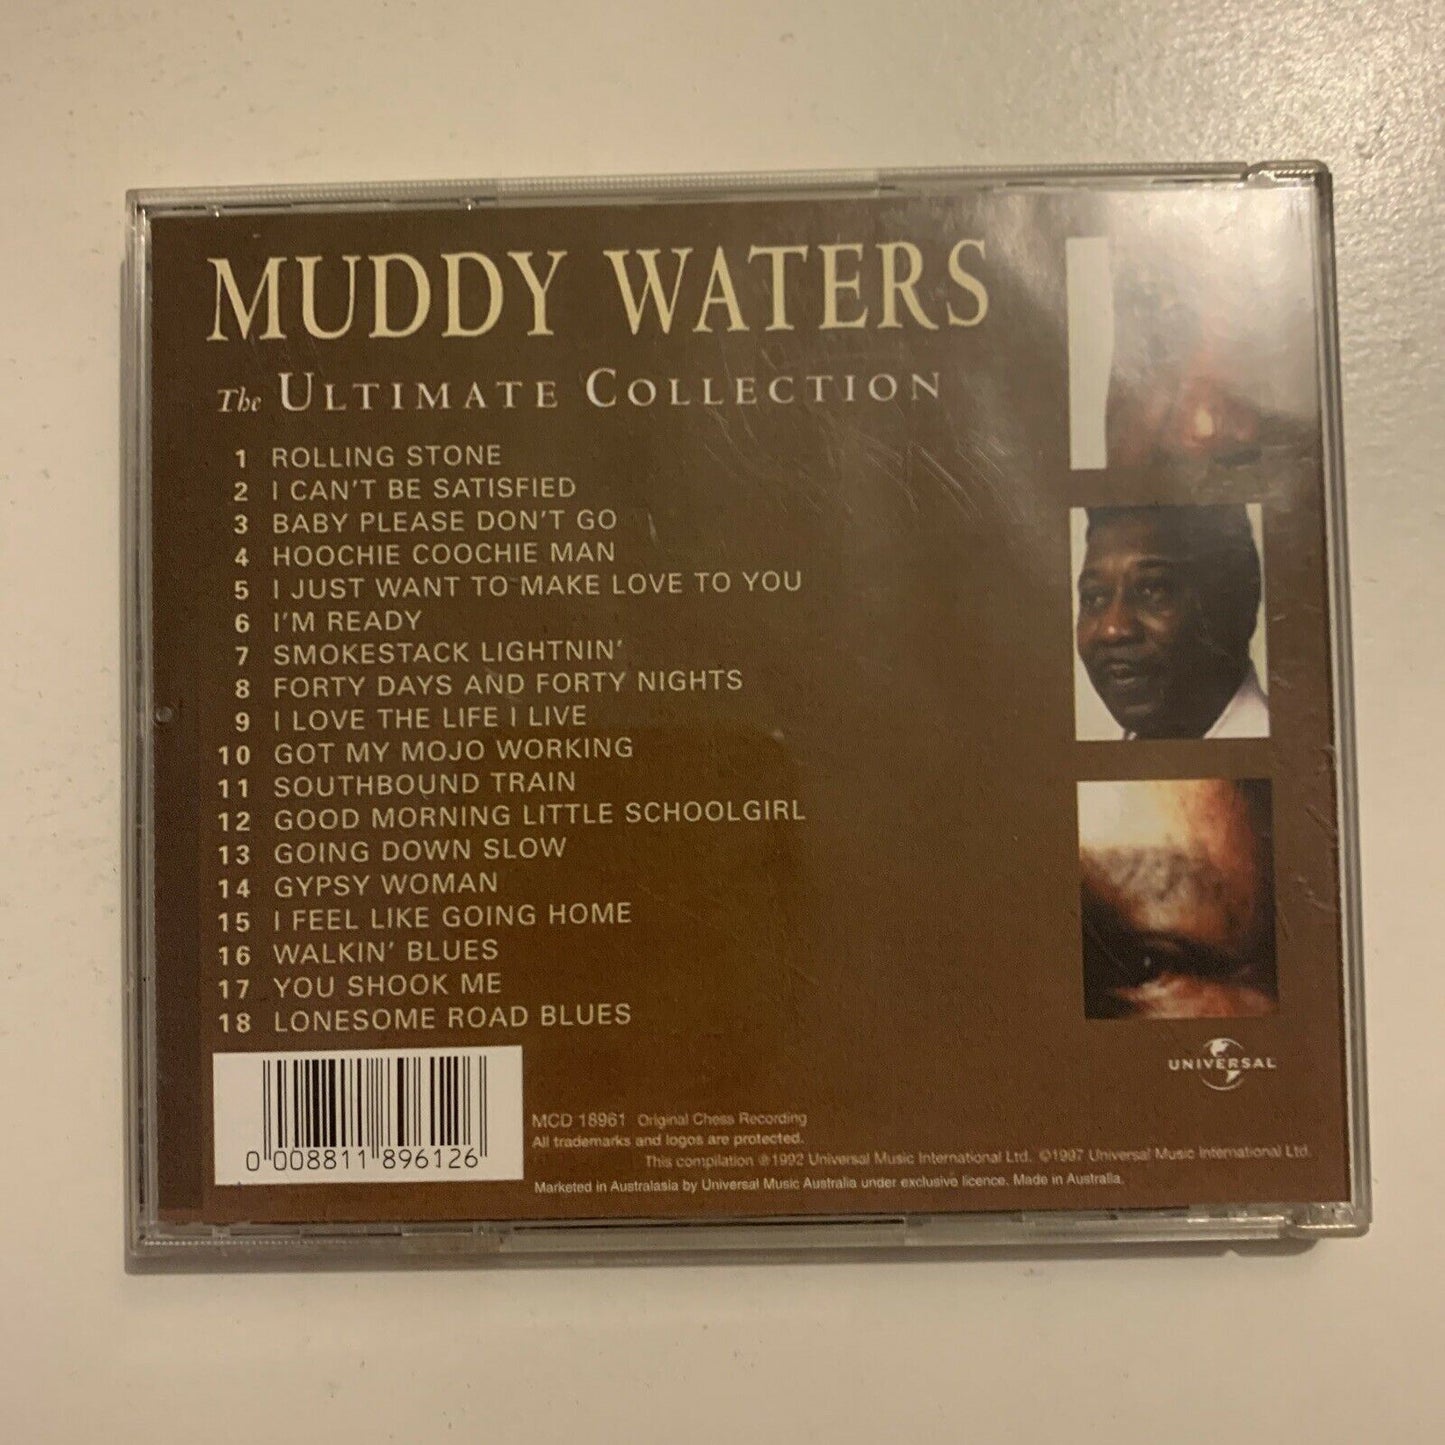 MUDDY WATERS
The ULTIMATE COLLECTION
1 ROLLING STONE
2 I CAN'T BE SATISFIED
3 BABY PLEASE DON'T GO
4 HOOCHIE COOCHIE MAN
5 I JUST WANT TO MAKE LOVE TO YOU
6 I'M READY
7 SMOKESTACK LIGHTNIN'
8 FORTY DAYS AND FORTY NIGHTS
9 I LOVE THE LIFE I LIVE
10 GOT MY MOJO WORKING
11 SOUTHBOUND TRAIN
12 GOOD MORNING LITTLE SCHOOLGIRL
13 GOING DOWN SLOW
14 GYPSY WOMAN
15 I FEEL LIKE GOING HOME
16 WALKIN' BLUES
17 YOU SHOOK ME
18 LONESOME ROAD BLUES
UNIVERSAL
0 008811 896126
MCD 18961 Original Chess Recording
All trademarks and logos are protected.
This compilation ℗1992 Universal Music International Ltd. ©1997 Universal Music International Ltd.
Marketed in Australasia by Universal Music Australia under exclusive licence. Made in Australia.